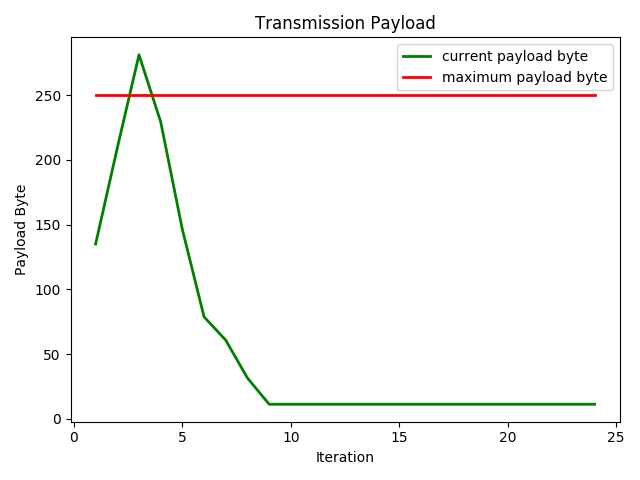 Transmission Payload
current payload byte
maximum payload byte
Payload Byte
250
200
150
100
50
0
0 5 10 15 20 25
Iteration